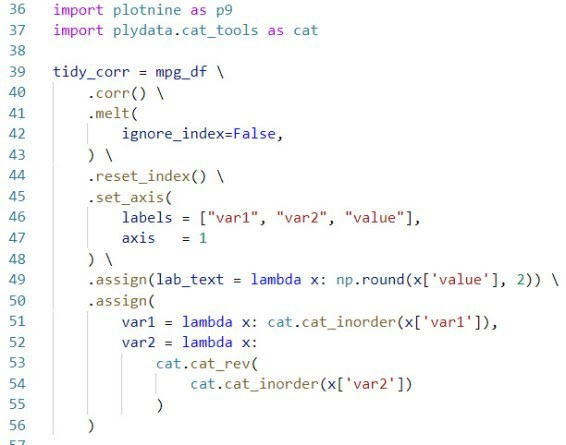 36 import plotnine as p9
37 import plydata.cat_tools as cat
38
39 tidy_corr = mpg_df \
40     .corr() \
41     .melt(
42         ignore_index=False,
43     ) \
44     .reset_index() \
45     .set_axis(
46         labels = ["var1", "var2", "value"],
47         axis   = 1
48     ) \
49     .assign(lab_text = lambda x: np.round(x['value'], 2)) \
50     .assign(
51         var1 = lambda x: cat.cat_inorder(x['var1']),
52         var2 = lambda x:
53             cat.cat_rev(
54                 cat.cat_inorder(x['var2'])
55             )
56     )
57